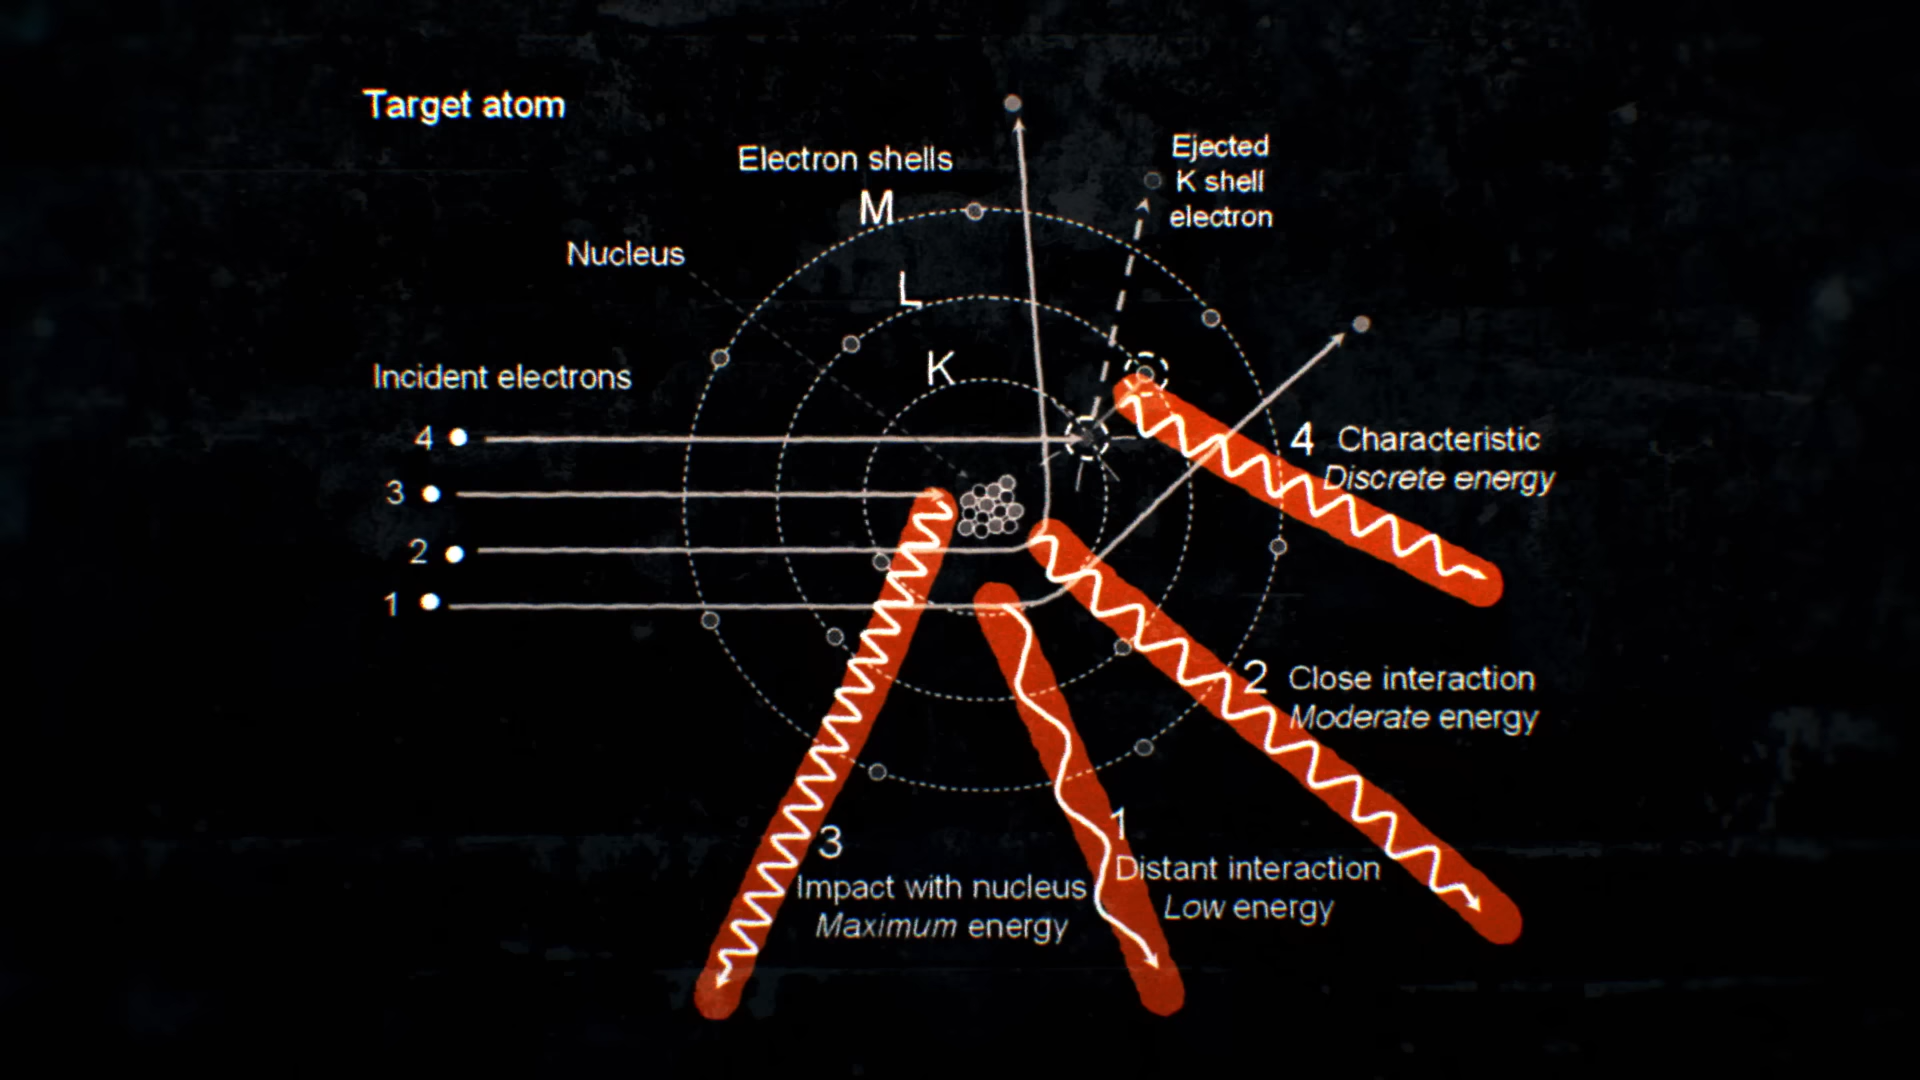 Target atom
Electron shells
M
Ejected
K shell
electron
Nucleus
L
K
Incident electrons
4
3
2
1
4 Characteristic
Discrete energy
2 Close interaction
Moderate energy
3
Impact with nucleus
Maximum energy
1
Distant interaction
Low energy